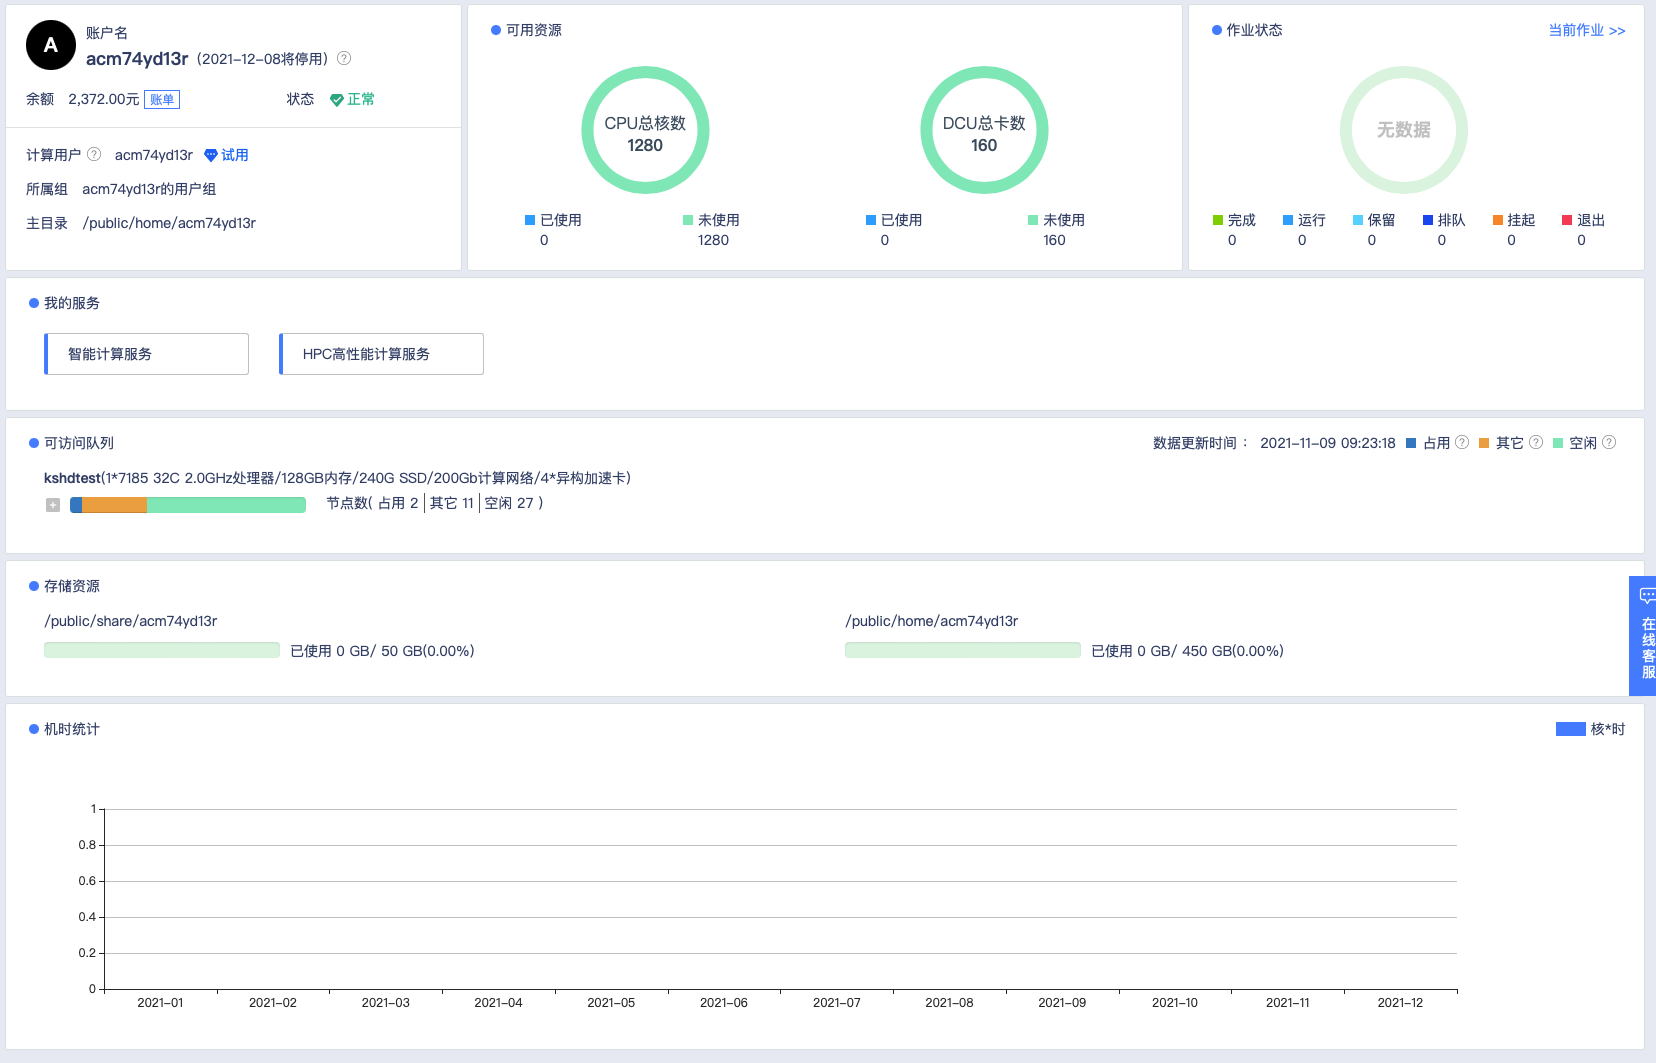 A
账户名
acm74yd13r (2021-12-08将停用) ?
余额 2,372.00元 账单 状态 正常
计算用户 ? acm74yd13r 试用
所属组 acm74yd13r的用户组
主目录 /public/home/acm74yd13r
可用资源
CPU总核数
1280
已使用 未使用
0 1280
DCU总卡数
160
已使用 未使用
0 160
作业状态 当前作业 >>
无数据
完成 运行 保留 排队 挂起 退出
0 0 0 0 0 0
我的服务
智能计算服务 HPC高性能计算服务
可访问队列 数据更新时间： 2021-11-09 09:23:18 占用 ? 其它 ? 空闲 ?
kshdtest(1*7185 32C 2.0GHz处理器/128GB内存/240G SSD/200Gb计算网络/4*异构加速卡)
+ 节点数( 占用 2 | 其它 11 | 空闲 27 )
存储资源
/public/share/acm74yd13r /public/home/acm74yd13r
已使用 0 GB/ 50 GB(0.00%) 已使用 0 GB/ 450 GB(0.00%)
在线客服
机时统计 核*时
1
0.8
0.6
0.4
0.2
0
2021-01 2021-02 2021-03 2021-04 2021-05 2021-06 2021-07 2021-08 2021-09 2021-10 2021-11 2021-12